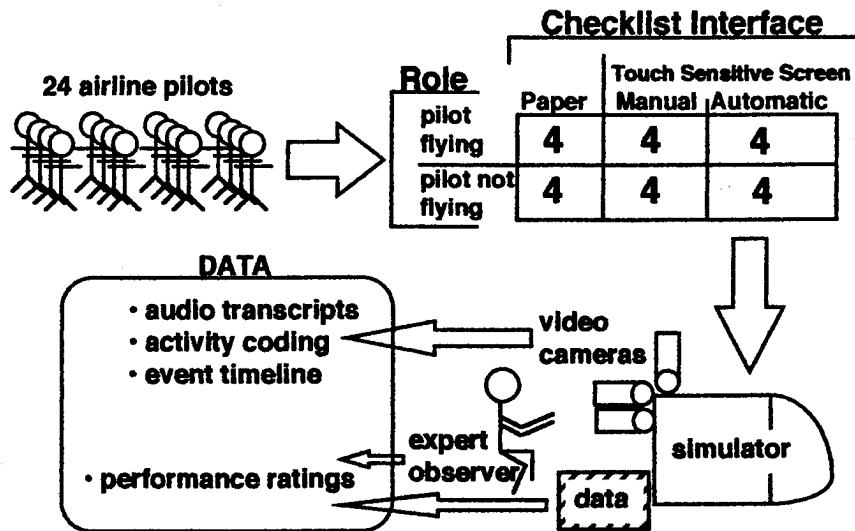 Checklist Interface
24 airline pilots
Role
Touch Sensitive Screen
Paper Manual Automatic
pilot
flying
4 4 4
pilot not
flying
4 4 4
DATA
• audio transcripts
• activity coding
• event timeline
video
cameras
expert
observer
simulator
• performance ratings
data